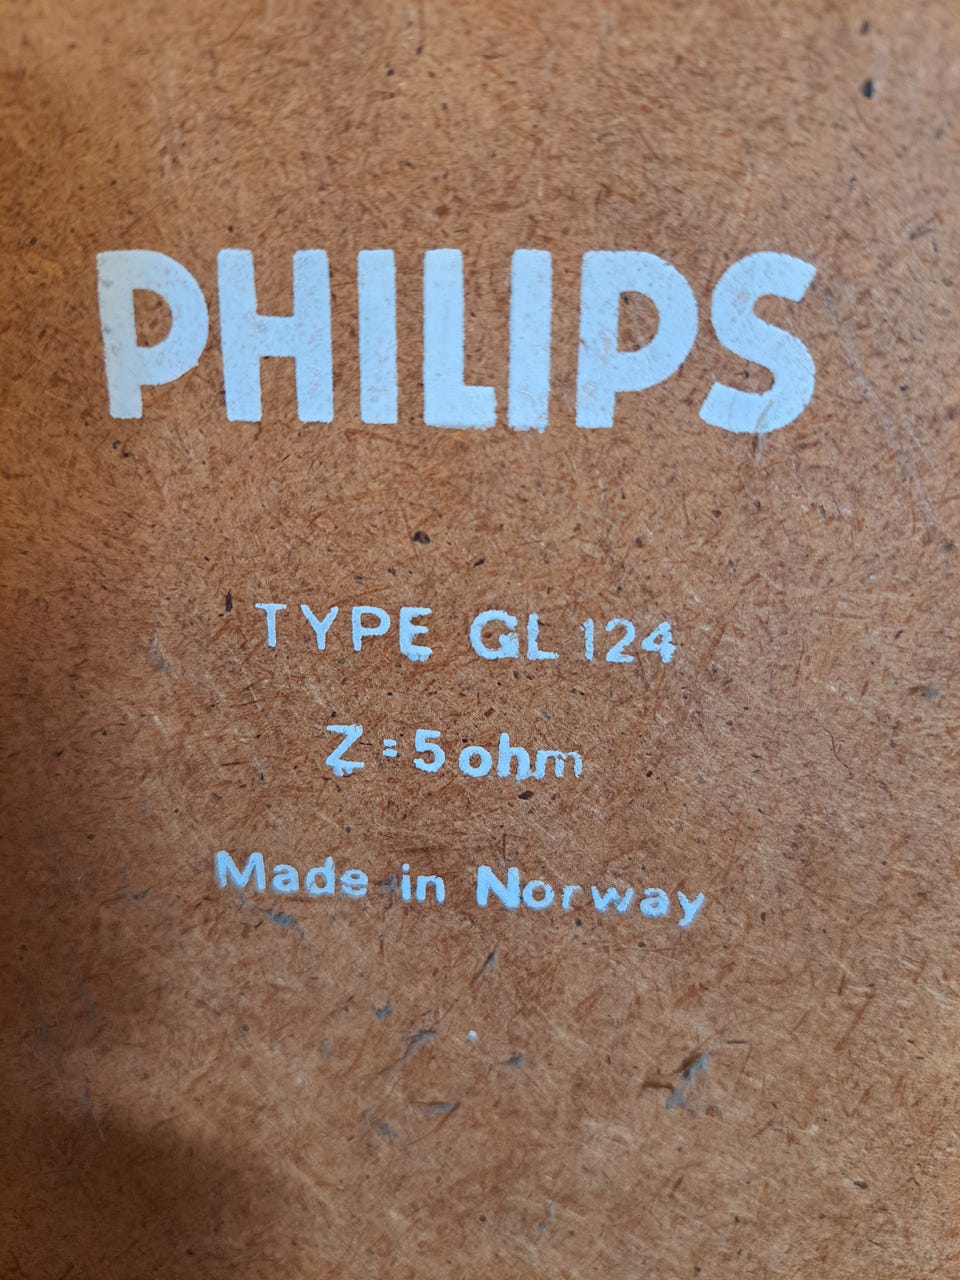 PHILIPS
TYPE GL 124
Z = 5 ohm
Made in Norway